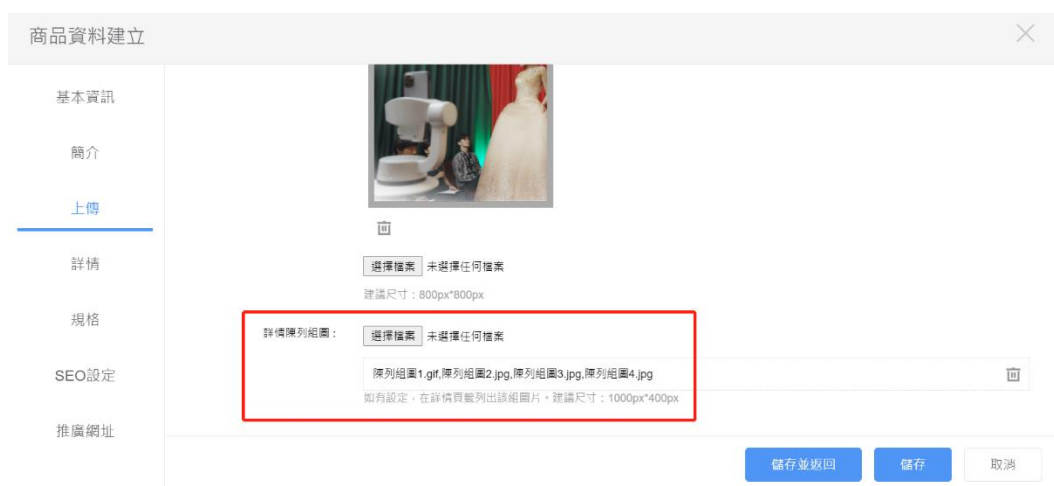 商品資料建立
基本資訊
簡介
上傳
詳情
規格
SEO設定
推廣網址
選擇檔案 未選擇任何檔案
建議尺寸：800px*800px
詳情陳列組圖： 選擇檔案 未選擇任何檔案
陳列組圖1.gif,陳列組圖2.jpg,陳列組圖3.jpg,陳列組圖4.jpg
如有設定，在詳情頁籤列出該組圖片。建議尺寸：1000px*400px
儲存並返回 儲存 取消